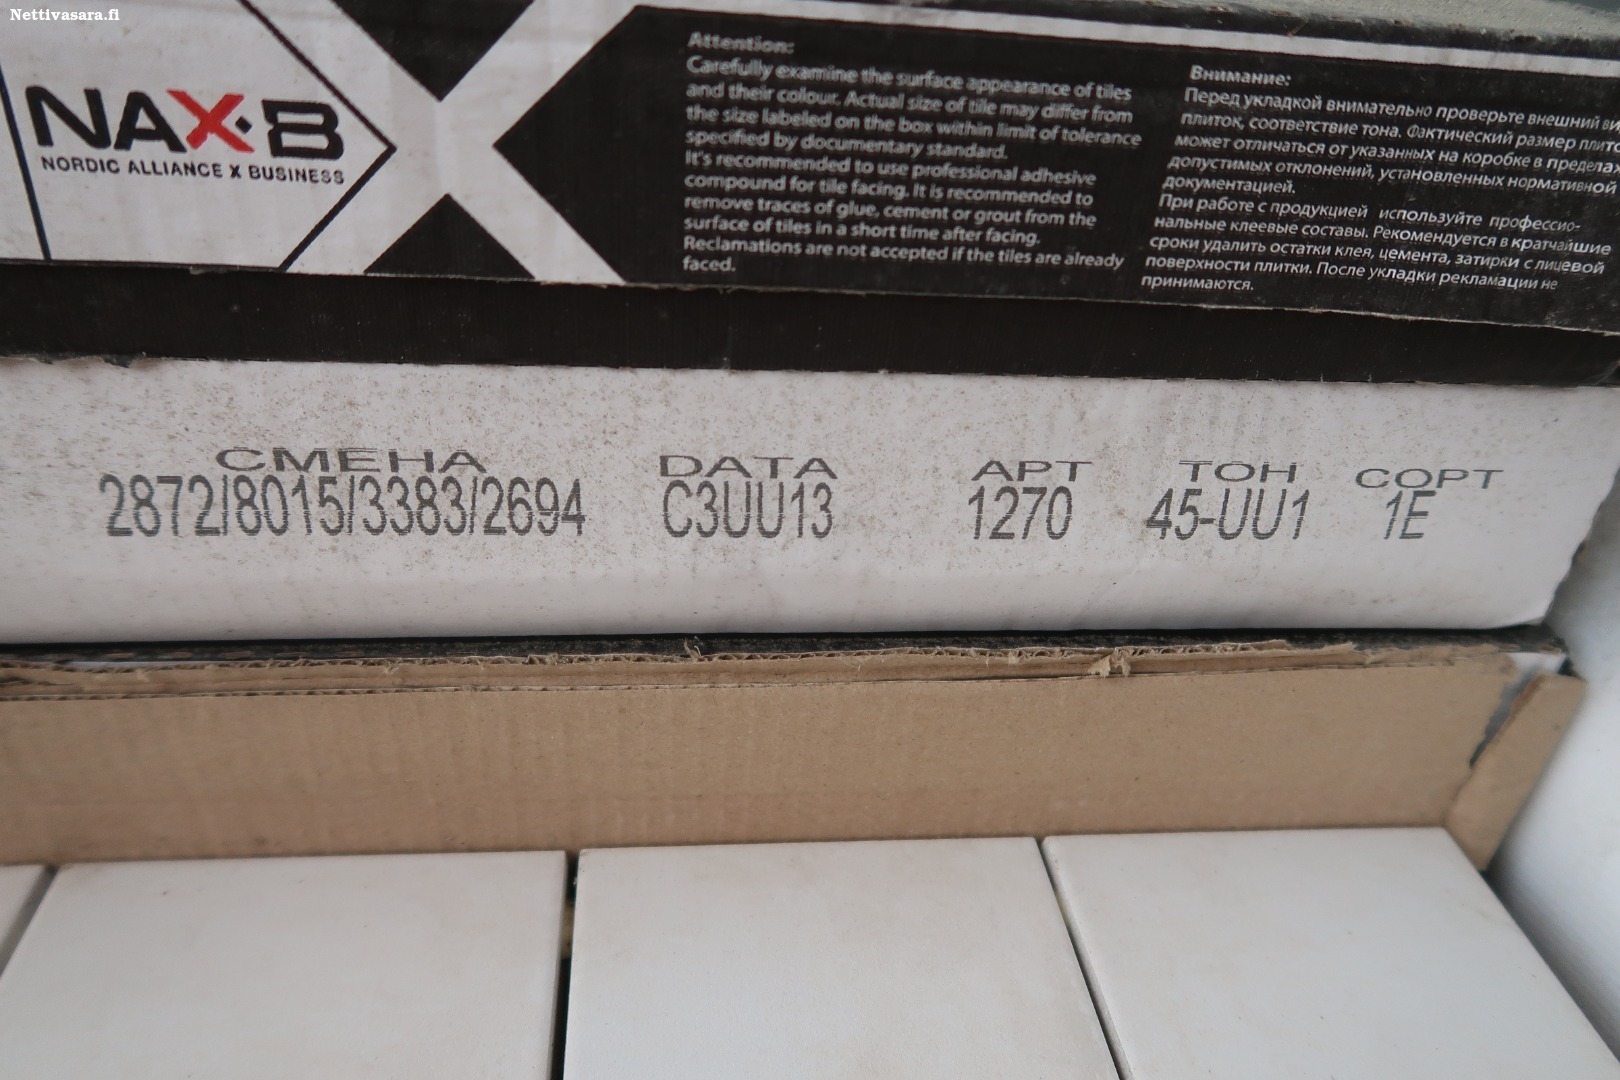 Nettivasara.fi
NAX·B
NORDIC ALLIANCE X BUSINESS
Attention:
Carefully examine the surface appearance of tiles
and their colour. Actual size of tile may differ from
the size labeled on the box within limit of tolerance
specified by documentary standard.
It's recommended to use professional adhesive
compound for tile facing. It is recommended to
remove traces of glue, cement or grout from the
surface of tiles in a short time after facing.
Reclamations are not accepted if the tiles are already
faced.
Внимание:
Перед укладкой внимательно проверьте внешний ви
плиток, соответствие тона. Фактический размер плито
может отличаться от указанных на коробке в пределах
допустимых отклонений, установленных нормативной
документацией.
При работе с продукцией используйте профессио-
нальные клеевые составы. Рекомендуется в кратчайшие
сроки удалить остатки клея, цемента, затирки с лицевой
поверхности плитки. После укладки рекламации не
принимаются.
СМЕНА DATA АРТ ТОН СОРТ
2872/8015/3383/2694 C3UU13 1270 45-UU1 1E